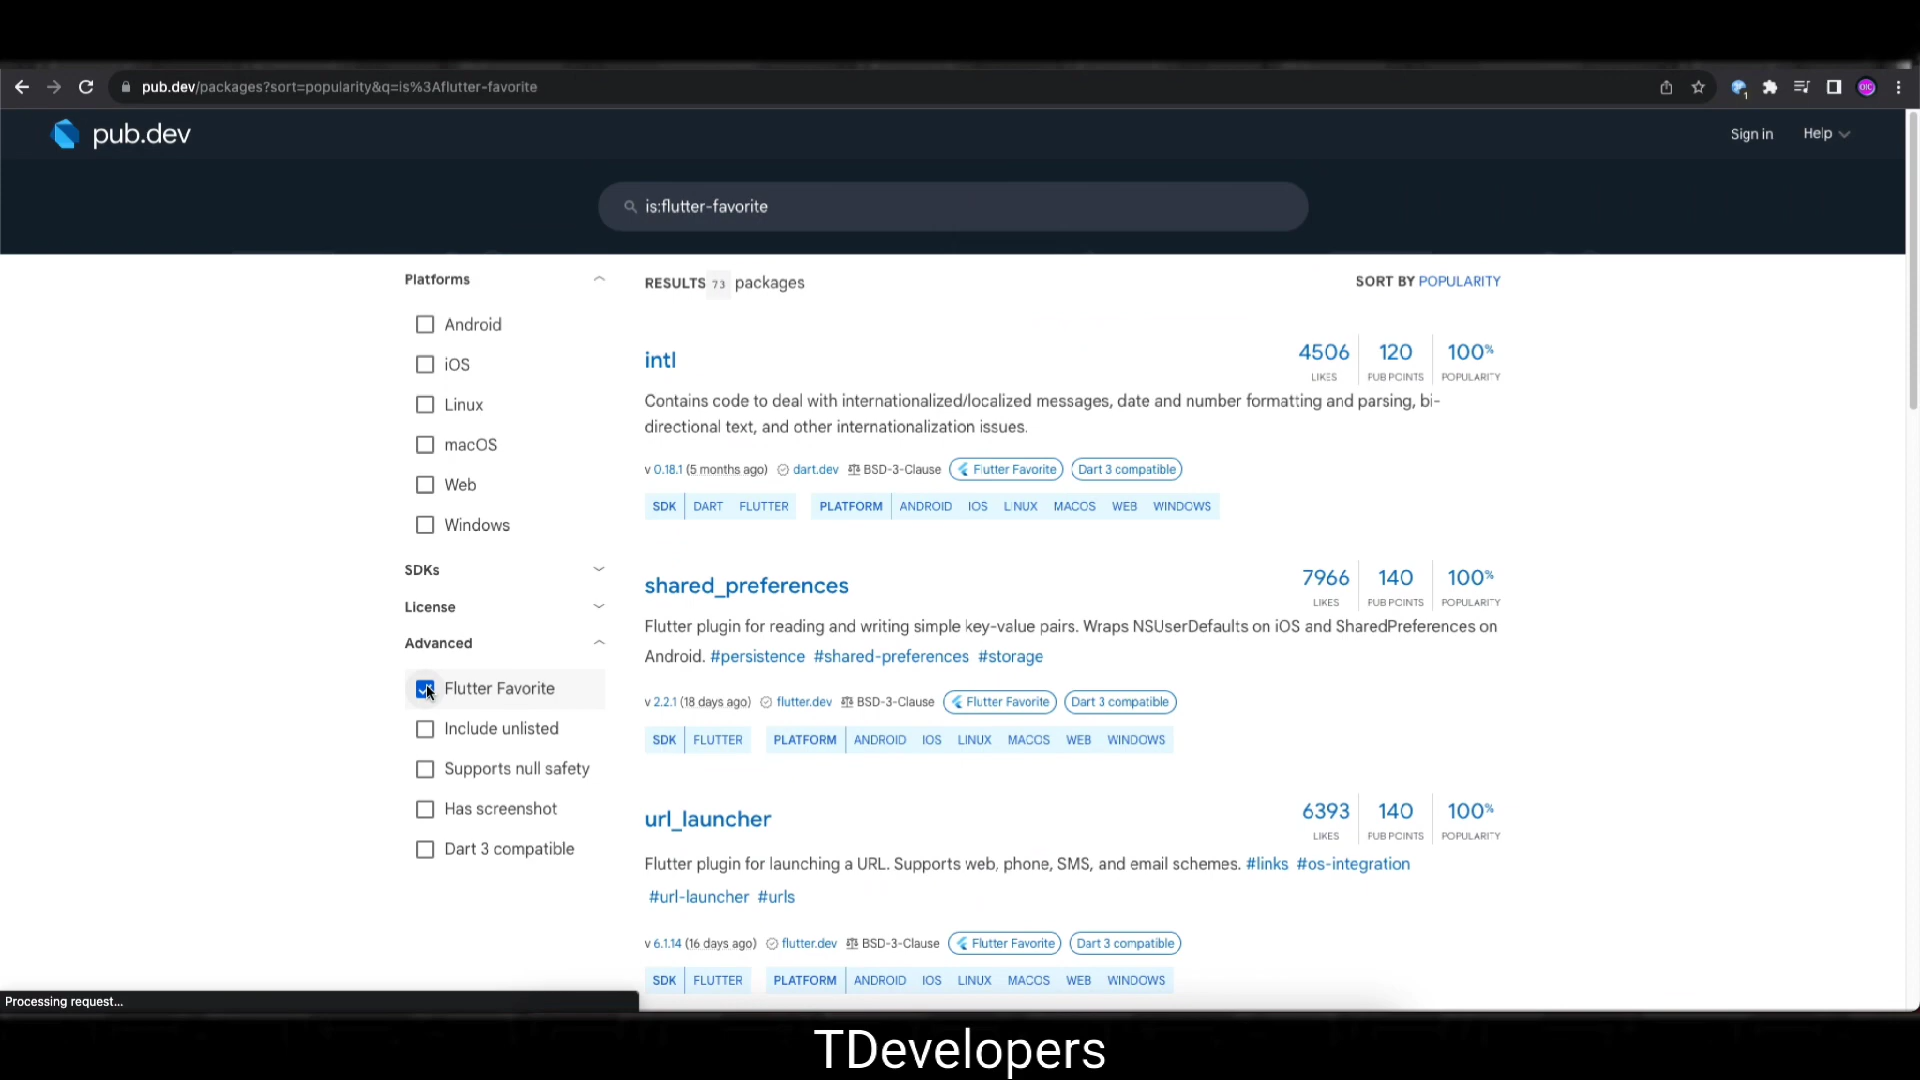 pub.dev/packages?sort=popularity&q=is%3Aflutter-favorite
pub.dev
Sign in
Help
is:flutter-favorite
Platforms
Android
iOS
Linux
macOS
Web
Windows
SDKs
License
Advanced
Flutter Favorite
Include unlisted
Supports null safety
Has screenshot
Dart 3 compatible
RESULTS 73 packages
SORT BY POPULARITY
intl
4506 120 100%
LIKES PUB POINTS POPULARITY
Contains code to deal with internationalized/localized messages, date and number formatting and parsing, bi-
directional text, and other internationalization issues.
v 0.18.1 (5 months ago) dart.dev BSD-3-Clause Flutter Favorite Dart 3 compatible
SDK DART FLUTTER PLATFORM ANDROID IOS LINUX MACOS WEB WINDOWS
shared_preferences
7966 140 100%
LIKES PUB POINTS POPULARITY
Flutter plugin for reading and writing simple key-value pairs. Wraps NSUserDefaults on iOS and SharedPreferences on
Android. #persistence #shared-preferences #storage
v 2.2.1 (18 days ago) flutter.dev BSD-3-Clause Flutter Favorite Dart 3 compatible
SDK FLUTTER PLATFORM ANDROID IOS LINUX MACOS WEB WINDOWS
url_launcher
6393 140 100%
LIKES PUB POINTS POPULARITY
Flutter plugin for launching a URL. Supports web, phone, SMS, and email schemes. #links #os-integration
#url-launcher #urls
v 6.1.14 (16 days ago) flutter.dev BSD-3-Clause Flutter Favorite Dart 3 compatible
SDK FLUTTER PLATFORM ANDROID IOS LINUX MACOS WEB WINDOWS
Processing request...
TDevelopers